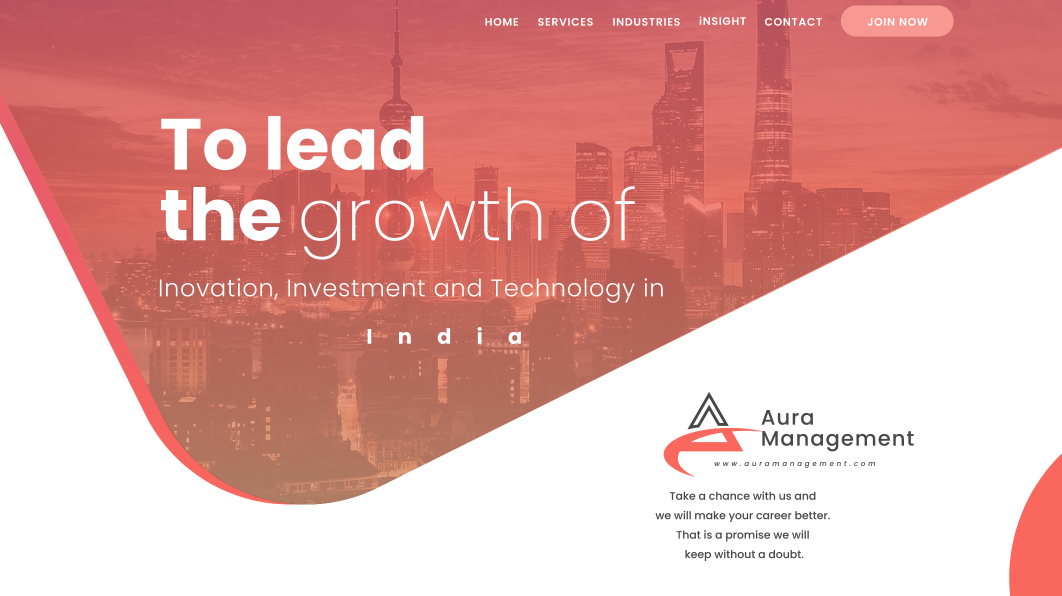 HOME SERVICES INDUSTRIES iNSIGHT CONTACT JOIN NOW
To lead
the growth of
Inovation, Investment and Technology in
India
Aura
Management
www.auramanagement.com
Take a chance with us and
we will make your career better.
That is a promise we will
keep without a doubt.